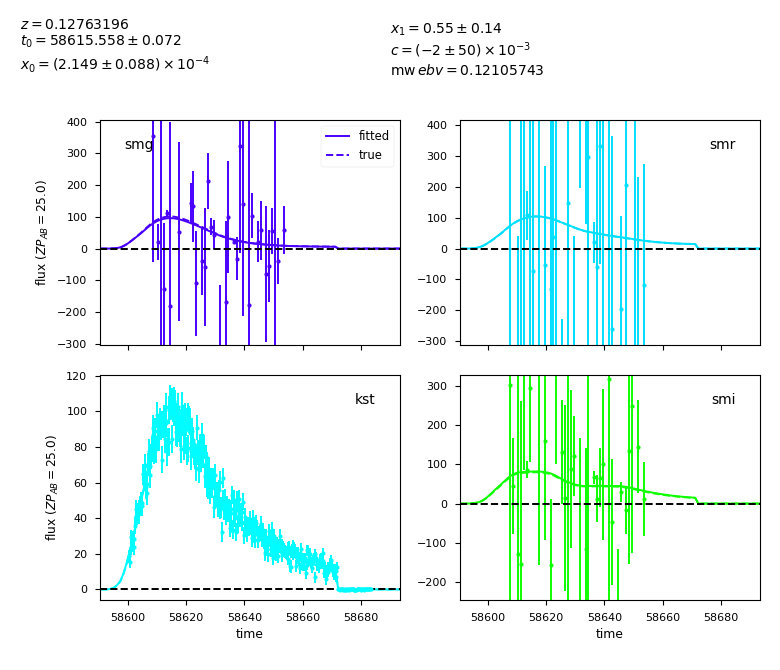 z = 0.12763196
t₀ = 58615.558 ± 0.072
x₀ = (2.149 ± 0.088) × 10⁻⁴
x₁ = 0.55 ± 0.14
c = (−2 ± 50) × 10⁻³
mw ebv = 0.12105743
400
300
200
100
0
−100
−200
−300
flux (ZP_AB = 25.0)
smg
fitted
true
400
300
200
100
0
−100
−200
−300
smr
120
100
80
60
40
20
0
flux (ZP_AB = 25.0)
kst
58600
58620
58640
58660
58680
time
300
200
100
0
−100
−200
smi
58600
58620
58640
58660
58680
time